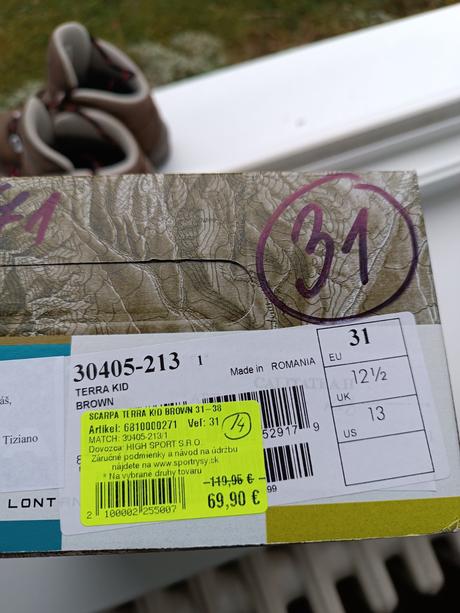 31
30405-213 1
TERRA KID
BROWN
Made in ROMANIA
31
EU
12½
UK
13
US
Tiziano
SCARPA TERRA KID BROWN 31-38
Artikel: 6810000271 Veľ: 31
MATCH: 30405-213/1
Dovozca: HIGH SPORT S.R.O.
Záručné podmienky a návod na údržbu
nájdete na www.sportrysy.sk
* Na vybrané druhy tovaru
119,95 €
69,90 €
2 100002 255007
52917 9
99
LONT